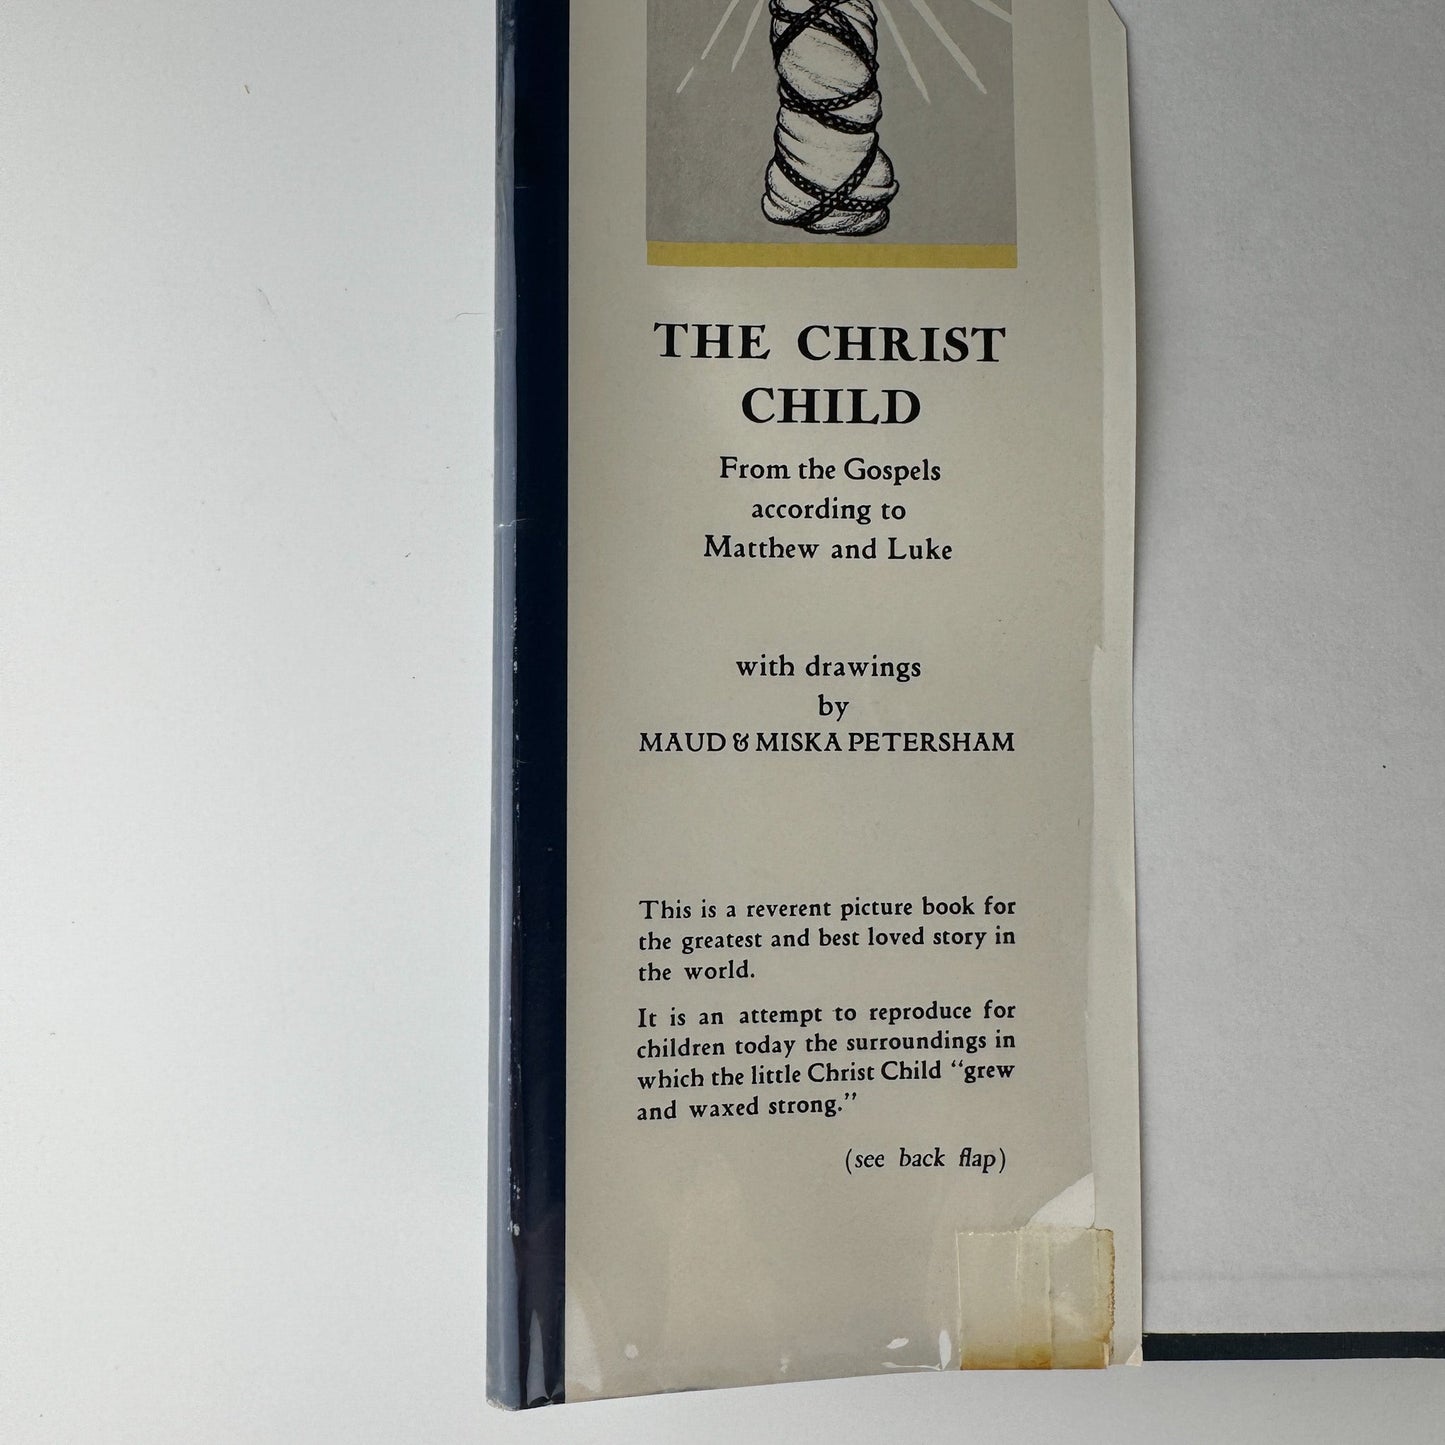 THE CHRIST
CHILD
From the Gospels
according to
Matthew and Luke
with drawings
by
MAUD & MISKA PETERSHAM
This is a reverent picture book for
the greatest and best loved story in
the world.
It is an attempt to reproduce for
children today the surroundings in
which the little Christ Child “grew
and waxed strong.”
(see back flap)